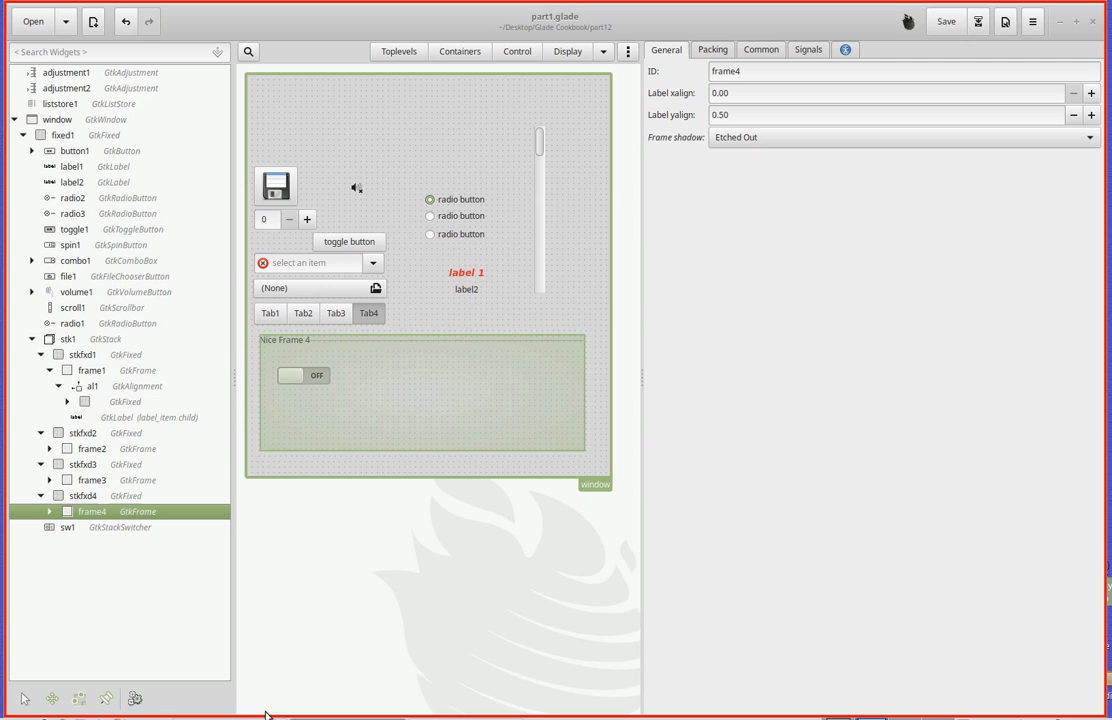 Open
part1.glade
~/Desktop/Glade Cookbook/part12
Save
< Search Widgets >
Toplevels
Containers
Control
Display
General
Packing
Common
Signals
adjustment1 GtkAdjustment
adjustment2 GtkAdjustment
liststore1 GtkListStore
window GtkWindow
fixed1 GtkFixed
button1 GtkButton
label1 GtkLabel
label2 GtkLabel
radio2 GtkRadioButton
radio3 GtkRadioButton
toggle1 GtkToggleButton
spin1 GtkSpinButton
combo1 GtkComboBox
file1 GtkFileChooserButton
volume1 GtkVolumeButton
scroll1 GtkScrollbar
radio1 GtkRadioButton
stk1 GtkStack
stkfxd1 GtkFixed
frame1 GtkFrame
al1 GtkAlignment
GtkFixed
GtkLabel (label_item child)
stkfxd2 GtkFixed
frame2 GtkFrame
stkfxd3 GtkFixed
frame3 GtkFrame
stkfxd4 GtkFixed
frame4 GtkFrame
sw1 GtkStackSwitcher
radio button
0
radio button
radio button
toggle button
select an item
label 1
(None)
label2
Tab1
Tab2
Tab3
Tab4
Nice Frame 4
OFF
window
ID:
frame4
Label xalign:
0.00
Label yalign:
0.50
Frame shadow:
Etched Out